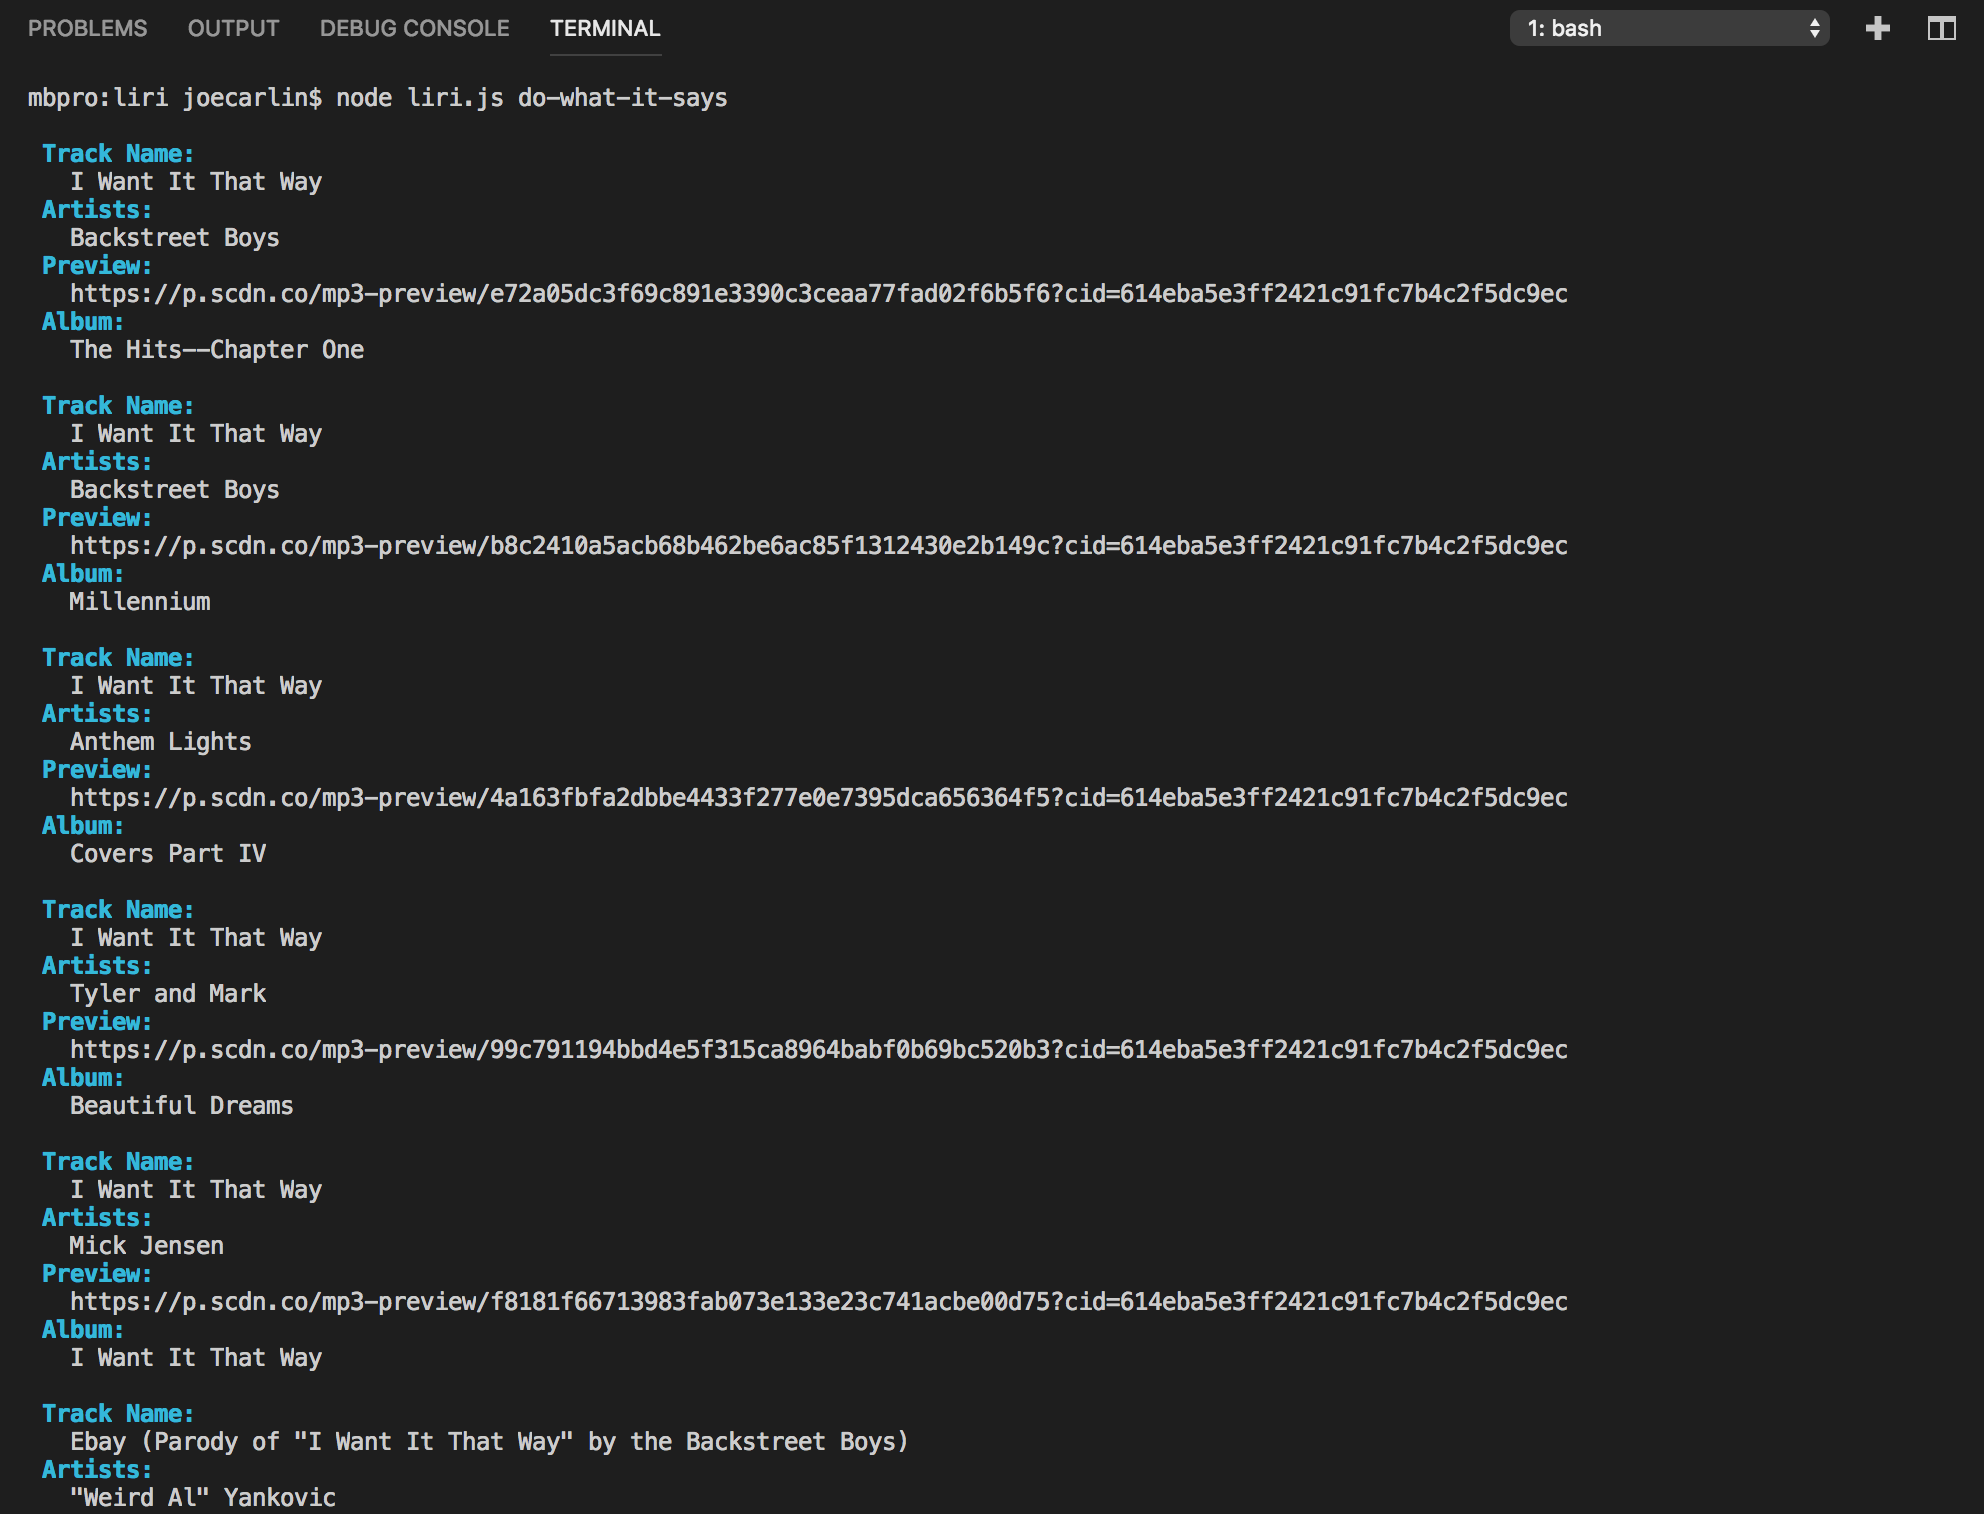 PROBLEMS OUTPUT DEBUG CONSOLE TERMINAL 1: bash
mbpro:liri joecarlin$ node liri.js do-what-it-says
Track Name:
I Want It That Way
Artists:
Backstreet Boys
Preview:
https://p.scdn.co/mp3-preview/e72a05dc3f69c891e3390c3ceaa77fad02f6b5f6?cid=614eba5e3ff2421c91fc7b4c2f5dc9ec
Album:
The Hits--Chapter One
Track Name:
I Want It That Way
Artists:
Backstreet Boys
Preview:
https://p.scdn.co/mp3-preview/b8c2410a5acb68b462be6ac85f1312430e2b149c?cid=614eba5e3ff2421c91fc7b4c2f5dc9ec
Album:
Millennium
Track Name:
I Want It That Way
Artists:
Anthem Lights
Preview:
https://p.scdn.co/mp3-preview/4a163fbfa2dbbe4433f277e0e7395dca656364f5?cid=614eba5e3ff2421c91fc7b4c2f5dc9ec
Album:
Covers Part IV
Track Name:
I Want It That Way
Artists:
Tyler and Mark
Preview:
https://p.scdn.co/mp3-preview/99c791194bbd4e5f315ca8964babf0b69bc520b3?cid=614eba5e3ff2421c91fc7b4c2f5dc9ec
Album:
Beautiful Dreams
Track Name:
I Want It That Way
Artists:
Mick Jensen
Preview:
https://p.scdn.co/mp3-preview/f8181f66713983fab073e133e23c741acbe00d75?cid=614eba5e3ff2421c91fc7b4c2f5dc9ec
Album:
I Want It That Way
Track Name:
Ebay (Parody of "I Want It That Way" by the Backstreet Boys)
Artists:
"Weird Al" Yankovic